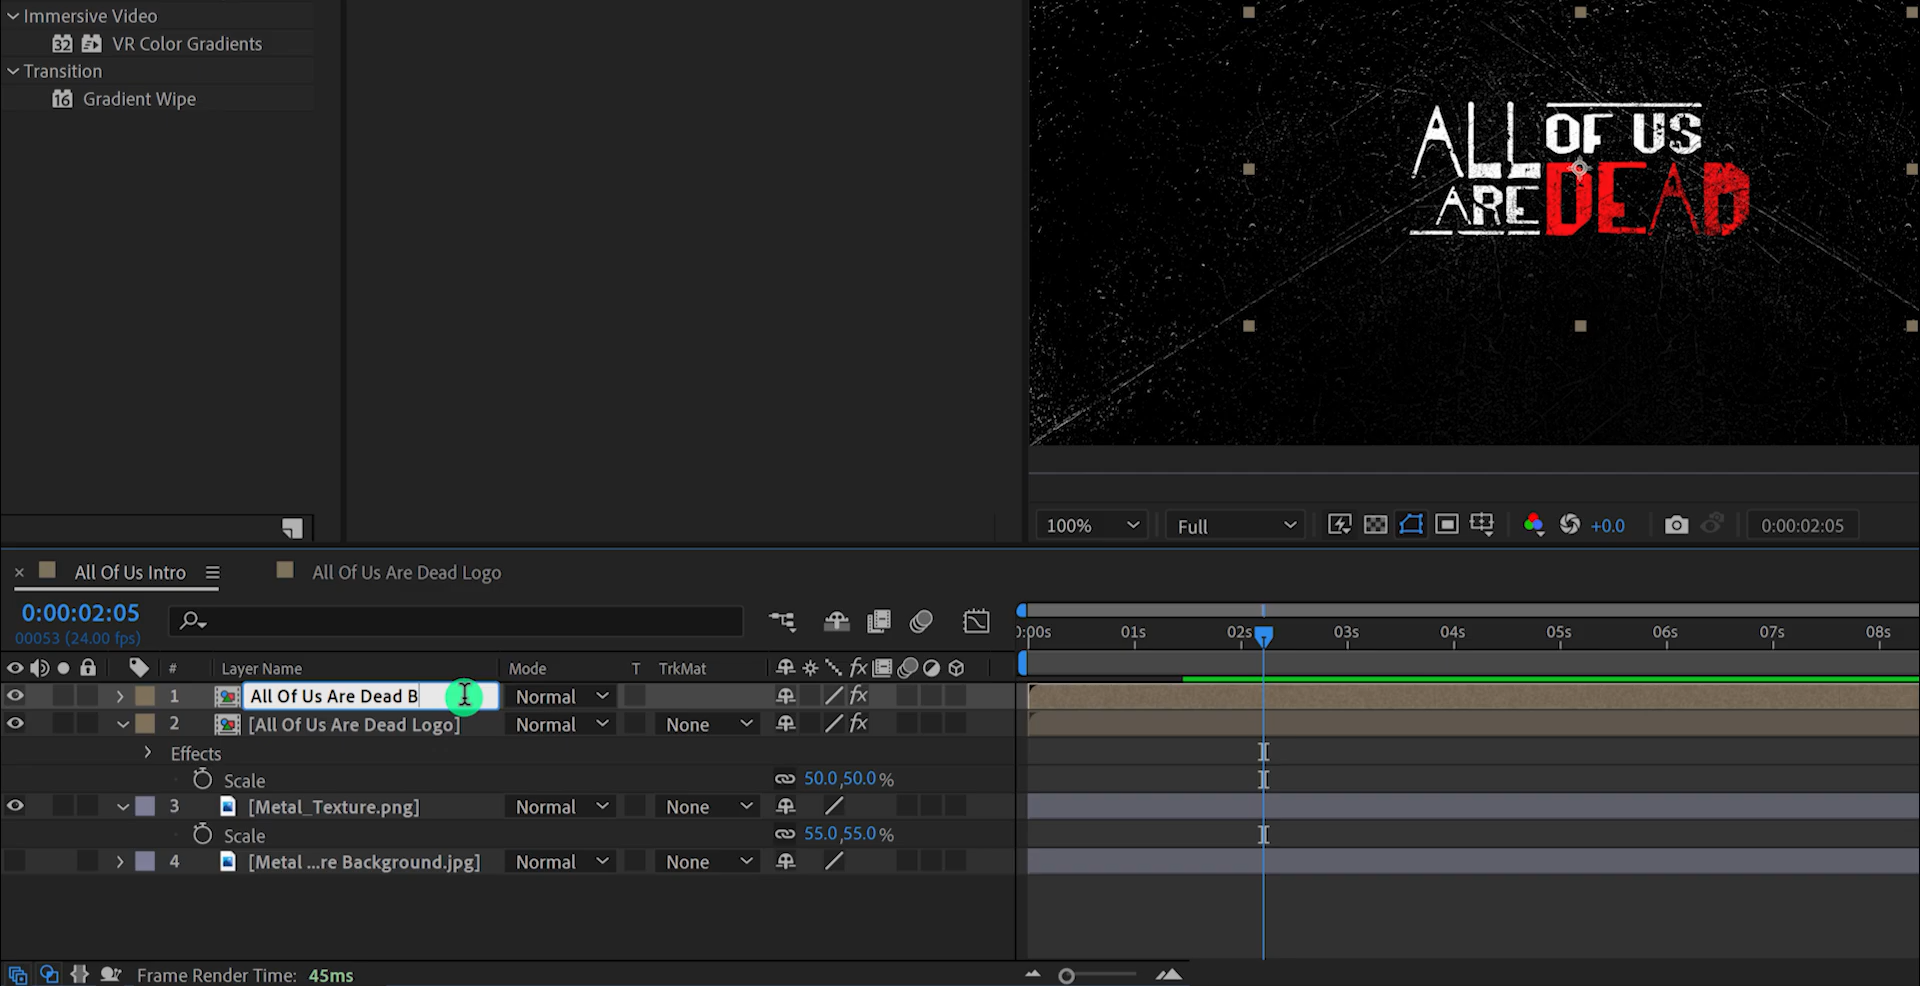 Immersive Video
32 VR Color Gradients
Transition
16 Gradient Wipe
ALL OF US
ARE DEAD
100% Full +0.0 0:00:02:05
× All Of Us Intro All Of Us Are Dead Logo
0:00:02:05
00053 (24.00 fps)
0:00s 01s 02s 03s 04s 05s 06s 07s 08s
# Layer Name Mode T TrkMat fx
1 All Of Us Are Dead B Normal fx
2 [All Of Us Are Dead Logo] Normal None fx
Effects
Scale 50.0,50.0%
3 [Metal_Texture.png] Normal None
Scale 55.0,55.0%
4 [Metal ...re Background.jpg] Normal None
Frame Render Time: 45ms